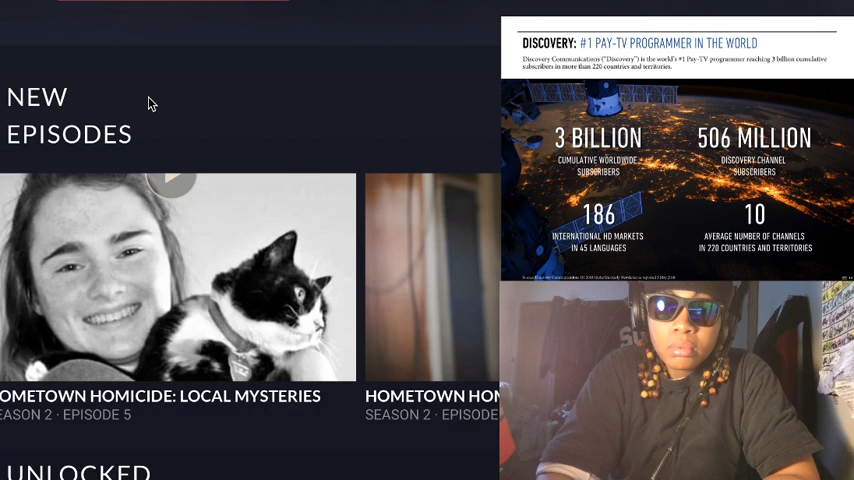 NEW
EPISODES
OMETOWN HOMICIDE: LOCAL MYSTERIES
EASON 2 · EPISODE 5
HOMETOWN HON
SEASON 2 · EPISODE
UNLOCKED
DISCOVERY: #1 PAY-TV PROGRAMMER IN THE WORLD
Discovery Communications ("Discovery") is the world's #1 Pay-TV programmer reaching 3 billion cumulative
subscribers in more than 220 countries and territories.
3 BILLION
CUMULATIVE WORLDWIDE
SUBSCRIBERS
506 MILLION
DISCOVERY CHANNEL
SUBSCRIBERS
186
INTERNATIONAL HD MARKETS
IN 45 LANGUAGES
10
AVERAGE NUMBER OF CHANNELS
IN 220 COUNTRIES AND TERRITORIES